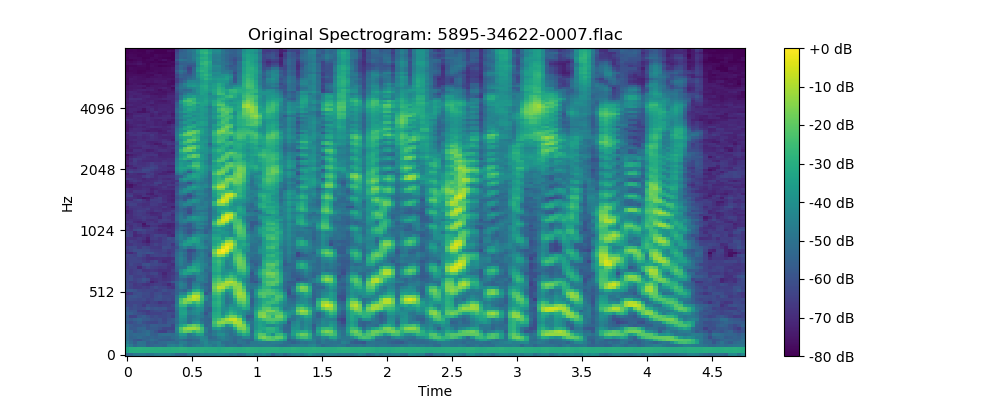 Original Spectrogram: 5895-34622-0007.flac
Hz
4096
2048
1024
512
0
0 0.5 1 1.5 2 2.5 3 3.5 4 4.5
Time
+0 dB
-10 dB
-20 dB
-30 dB
-40 dB
-50 dB
-60 dB
-70 dB
-80 dB